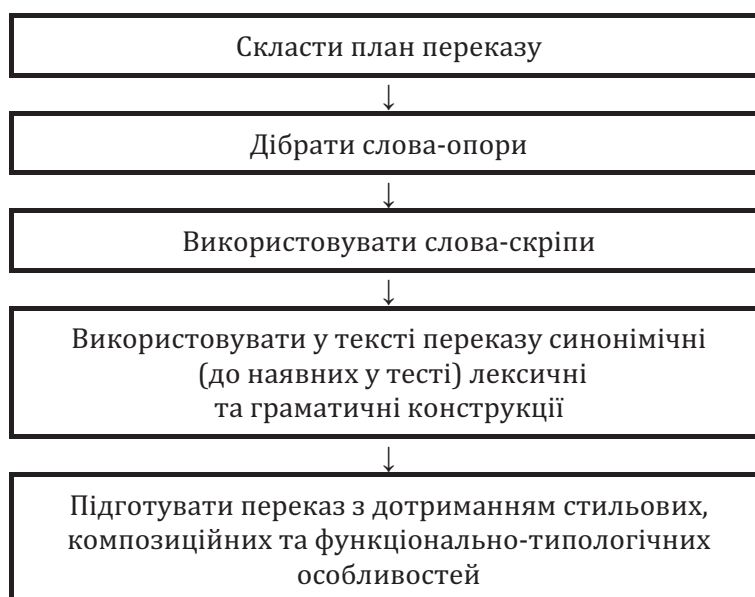 Скласти план переказу
↓
Дібрати слова-опори
↓
Використовувати слова-скріпи
↓
Використовувати у тексті переказу синонімічні
(до наявних у тесті) лексичні
та граматичні конструкції
↓
Підготувати переказ з дотриманням стильових,
композиційних та функціонально-типологічних
особливостей